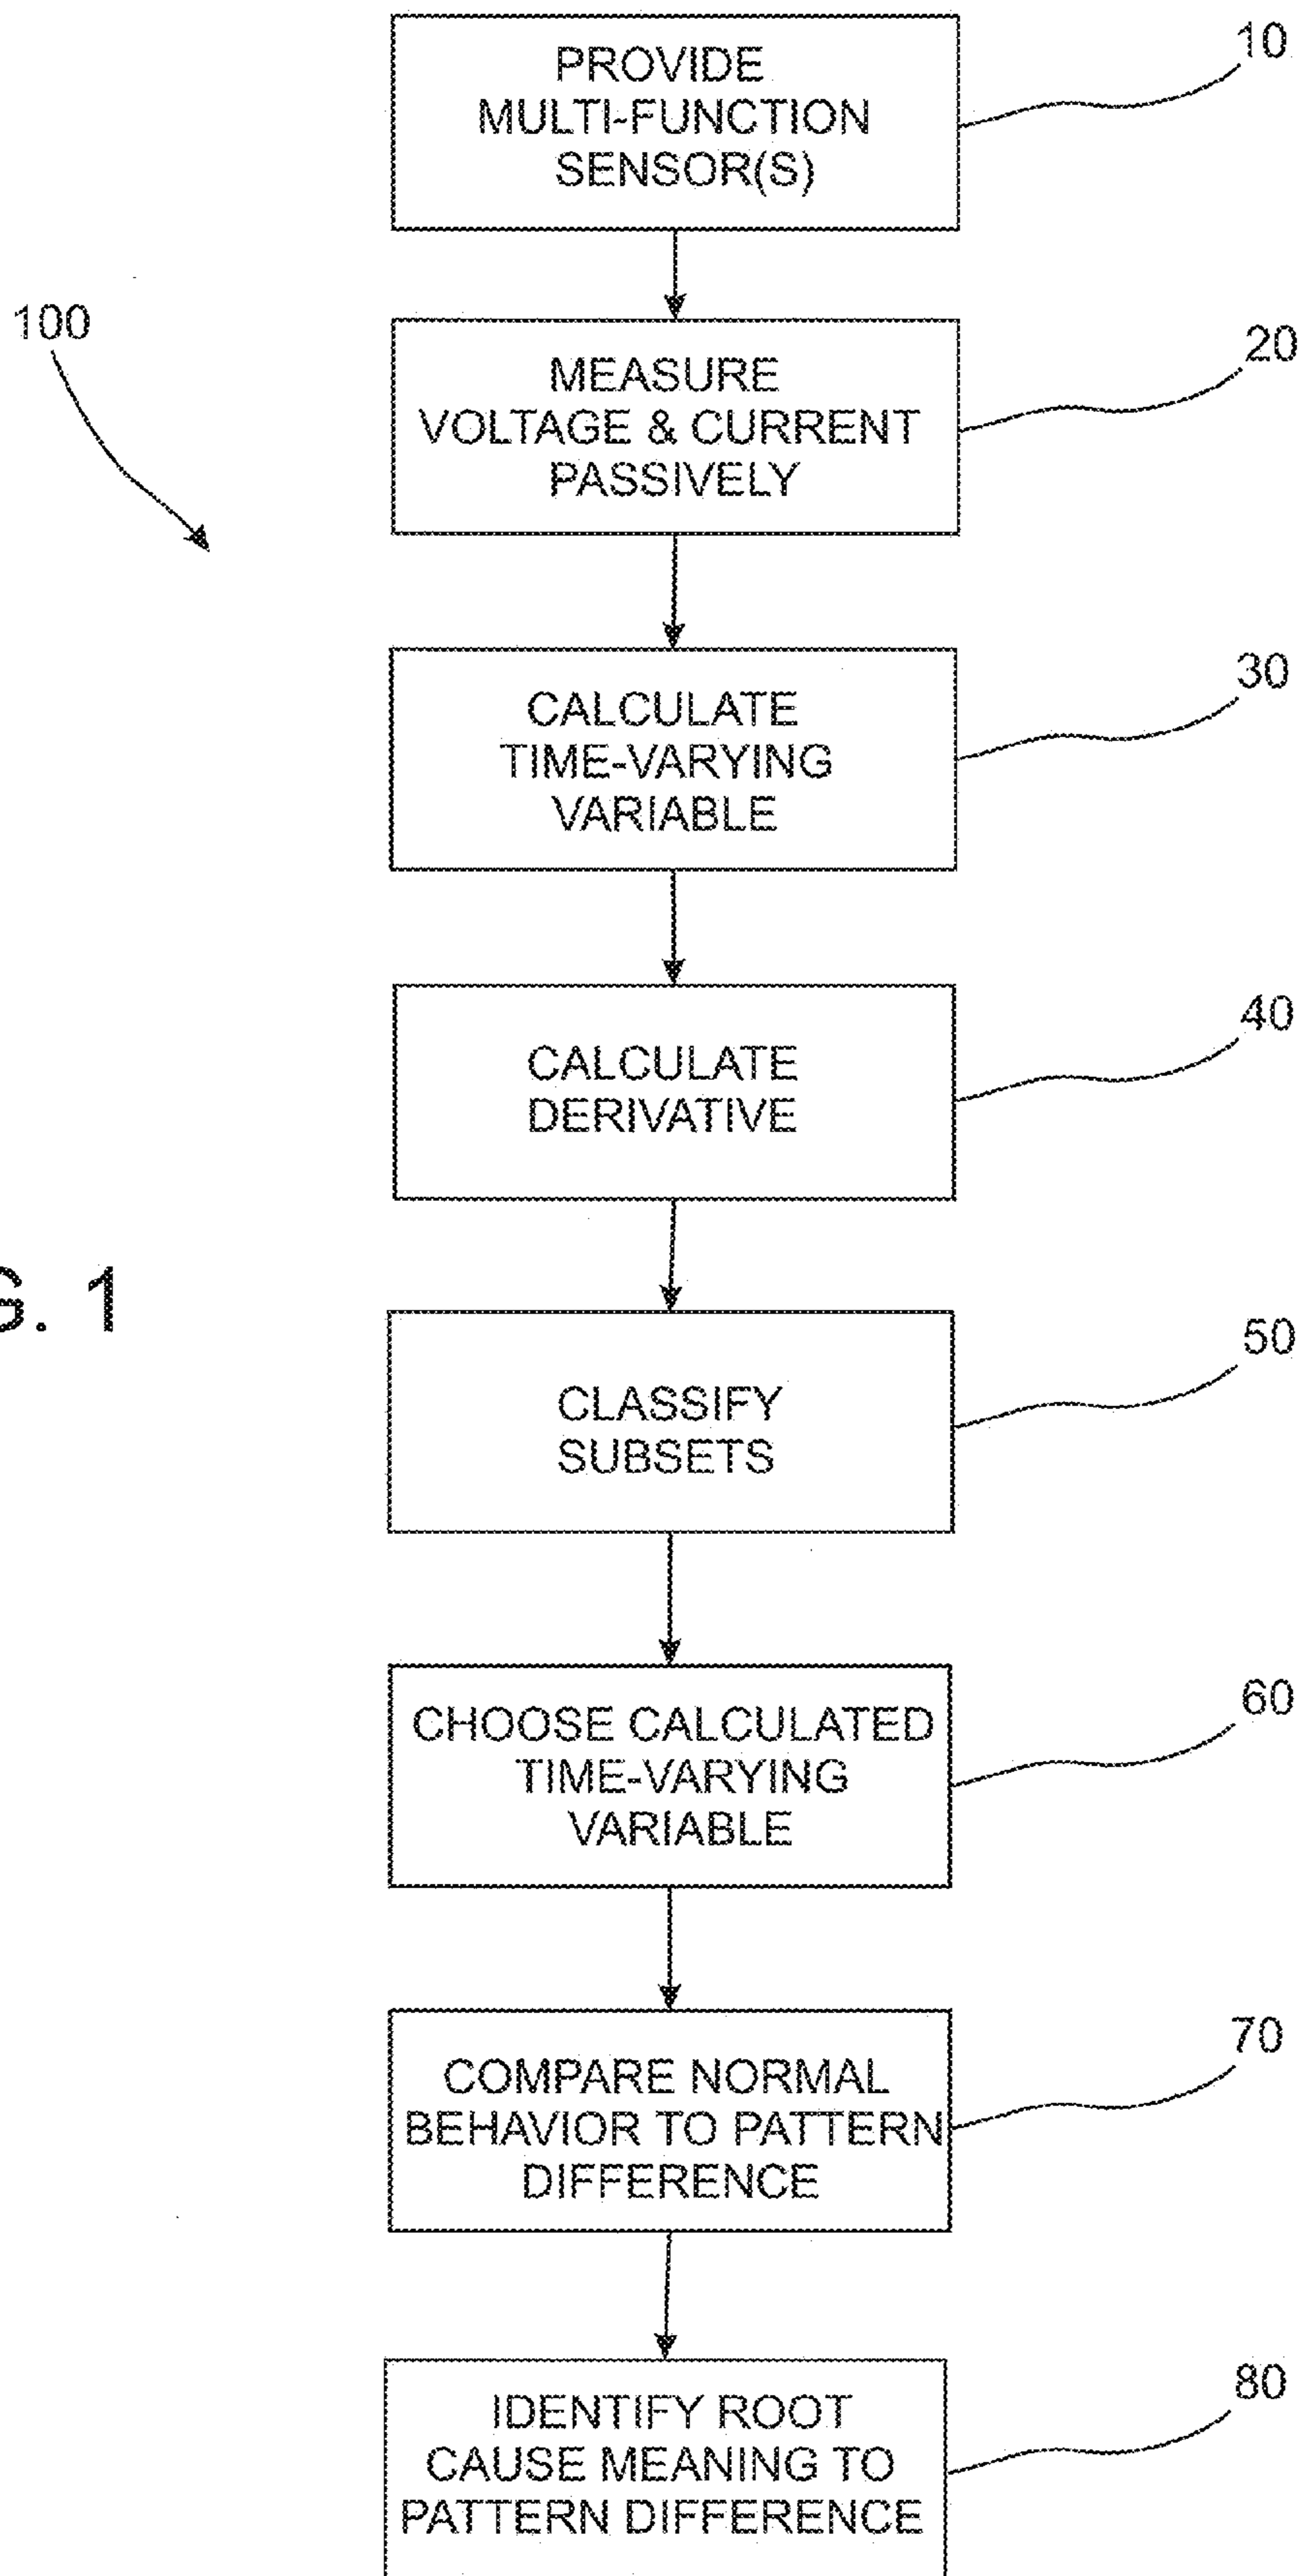 PROVIDE
MULTI-FUNCTION
SENSOR(S)
10
100
MEASURE
VOLTAGE & CURRENT
PASSIVELY
20
CALCULATE
TIME-VARYING
VARIABLE
30
CALCULATE
DERIVATIVE
40
G. 1
CLASSIFY
SUBSETS
50
CHOOSE CALCULATED
TIME-VARYING
VARIABLE
60
COMPARE NORMAL
BEHAVIOR TO PATTERN
DIFFERENCE
70
IDENTIFY ROOT
CAUSE MEANING TO
PATTERN DIFFERENCE
80